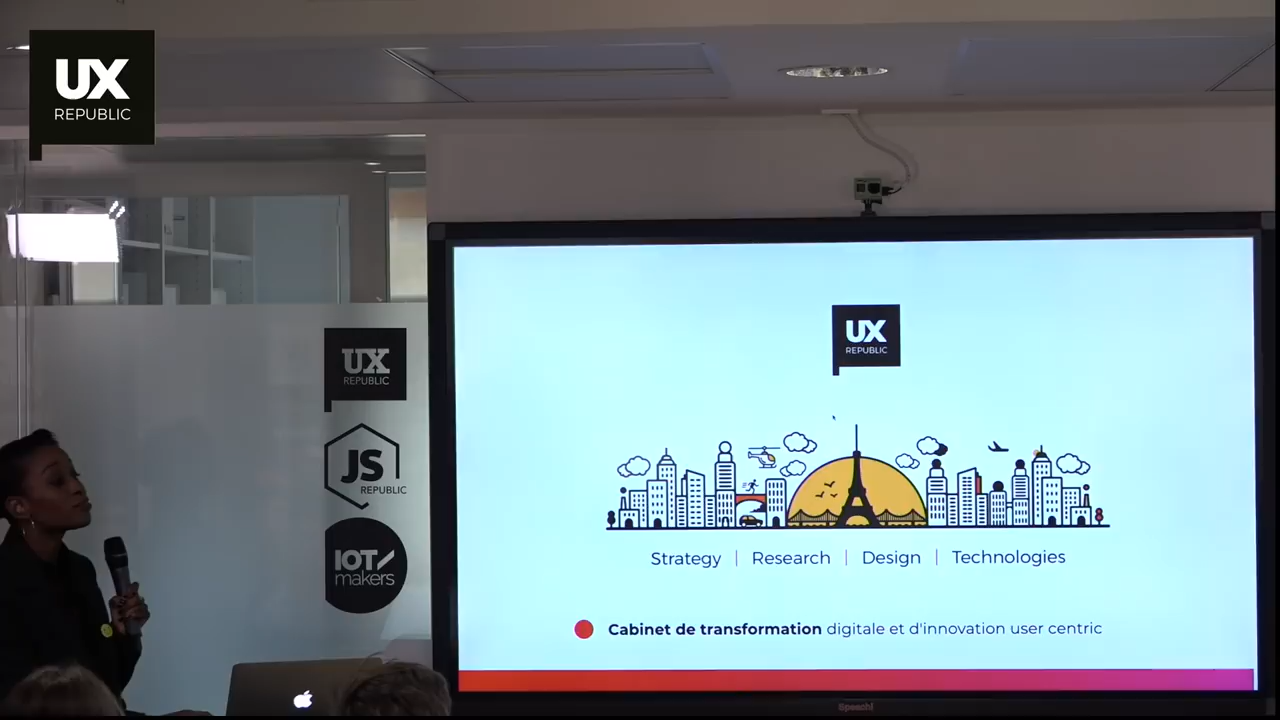 UX
REPUBLIC
UX
REPUBLIC
JS
REPUBLIC
IOT/
makers
UX
REPUBLIC
Strategy | Research | Design | Technologies
Cabinet de transformation digitale et d'innovation user centric
Speechi